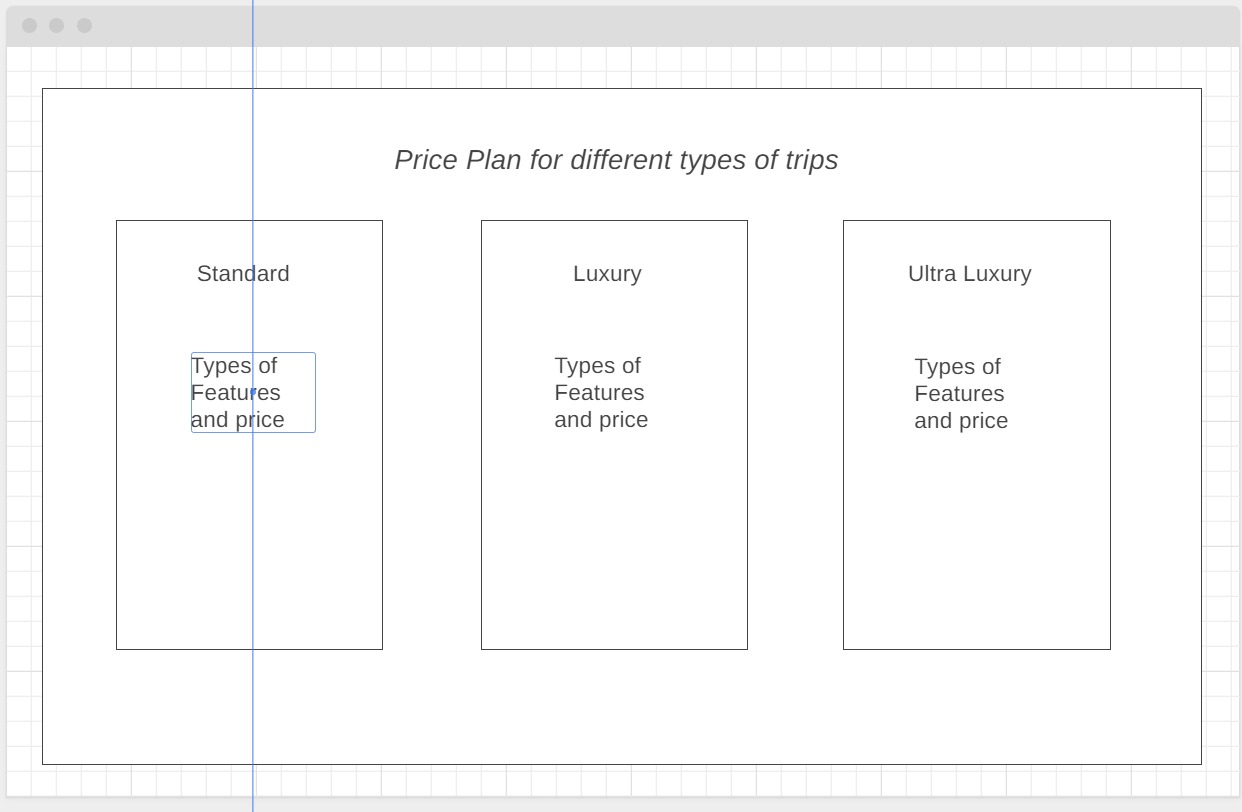 Price Plan for different types of trips
Standard
Types of
Features
and price
Luxury
Types of
Features
and price
Ultra Luxury
Types of
Features
and price